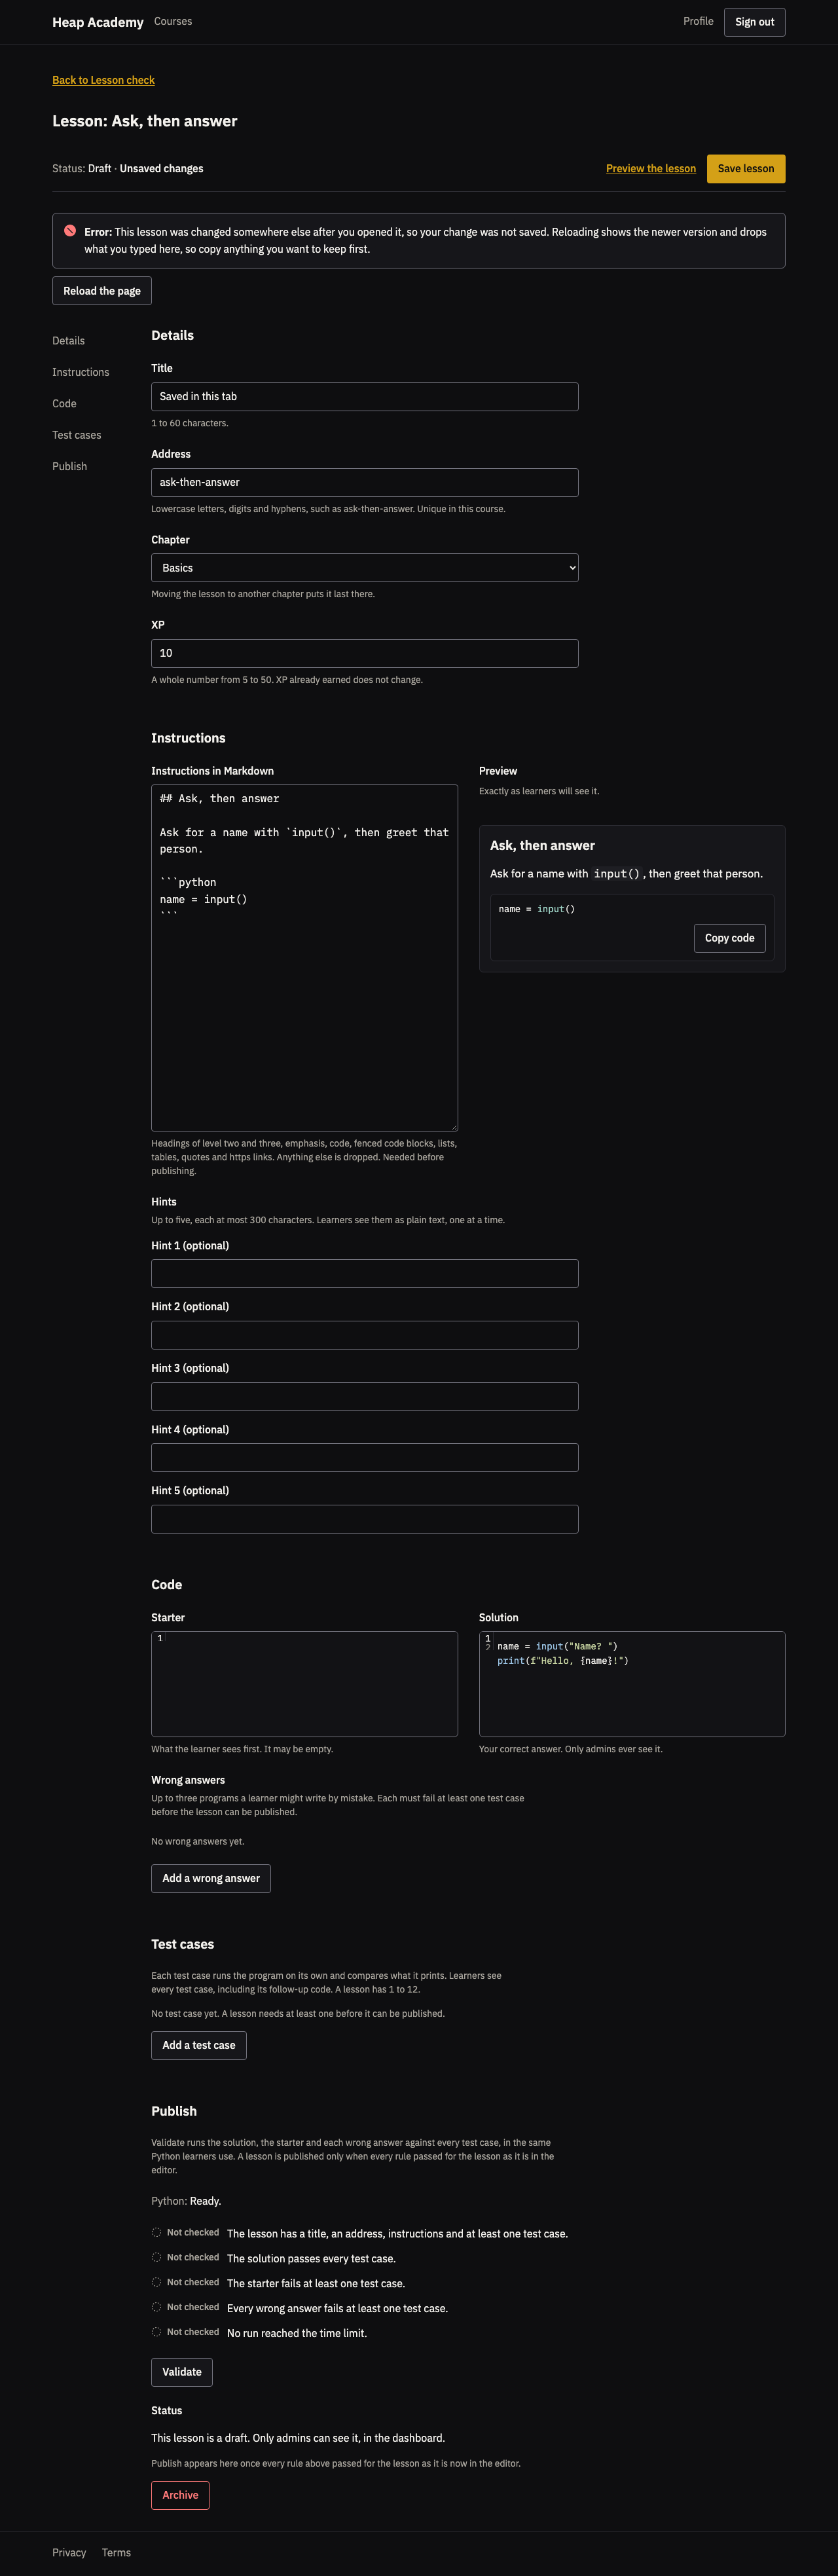 Heap Academy
Courses
Profile
Sign out
Back to Lesson check
Lesson: Ask, then answer
Status: Draft · Unsaved changes
Preview the lesson
Save lesson
Error: This lesson was changed somewhere else after you opened it, so your change was not saved. Reloading shows the newer version and drops
what you typed here, so copy anything you want to keep first.
Reload the page
Details
Instructions
Code
Test cases
Publish
Details
Title
Saved in this tab
1 to 60 characters.
Address
ask-then-answer
Lowercase letters, digits and hyphens, such as ask-then-answer. Unique in this course.
Chapter
Basics
Moving the lesson to another chapter puts it last there.
XP
10
A whole number from 5 to 50. XP already earned does not change.
Instructions
Instructions in Markdown
## Ask, then answer
Ask for a name with `input()`, then greet that
person.
```python
name = input()
```
Headings of level two and three, emphasis, code, fenced code blocks, lists,
tables, quotes and https links. Anything else is dropped. Needed before
publishing.
Preview
Exactly as learners will see it.
Ask, then answer
Ask for a name with input(), then greet that person.
name = input()
Copy code
Hints
Up to five, each at most 300 characters. Learners see them as plain text, one at a time.
Hint 1 (optional)
Hint 2 (optional)
Hint 3 (optional)
Hint 4 (optional)
Hint 5 (optional)
Code
Starter
1
What the learner sees first. It may be empty.
Solution
1
2
name = input("Name? ")
print(f"Hello, {name}!")
Your correct answer. Only admins ever see it.
Wrong answers
Up to three programs a learner might write by mistake. Each must fail at least one test case
before the lesson can be published.
No wrong answers yet.
Add a wrong answer
Test cases
Each test case runs the program on its own and compares what it prints. Learners see
every test case, including its follow-up code. A lesson has 1 to 12.
No test case yet. A lesson needs at least one before it can be published.
Add a test case
Publish
Validate runs the solution, the starter and each wrong answer against every test case, in the same
Python learners use. A lesson is published only when every rule passed for the lesson as it is in the
editor.
Python: Ready.
Not checked The lesson has a title, an address, instructions and at least one test case.
Not checked The solution passes every test case.
Not checked The starter fails at least one test case.
Not checked Every wrong answer fails at least one test case.
Not checked No run reached the time limit.
Validate
Status
This lesson is a draft. Only admins can see it, in the dashboard.
Publish appears here once every rule above passed for the lesson as it is now in the editor.
Archive
Privacy
Terms